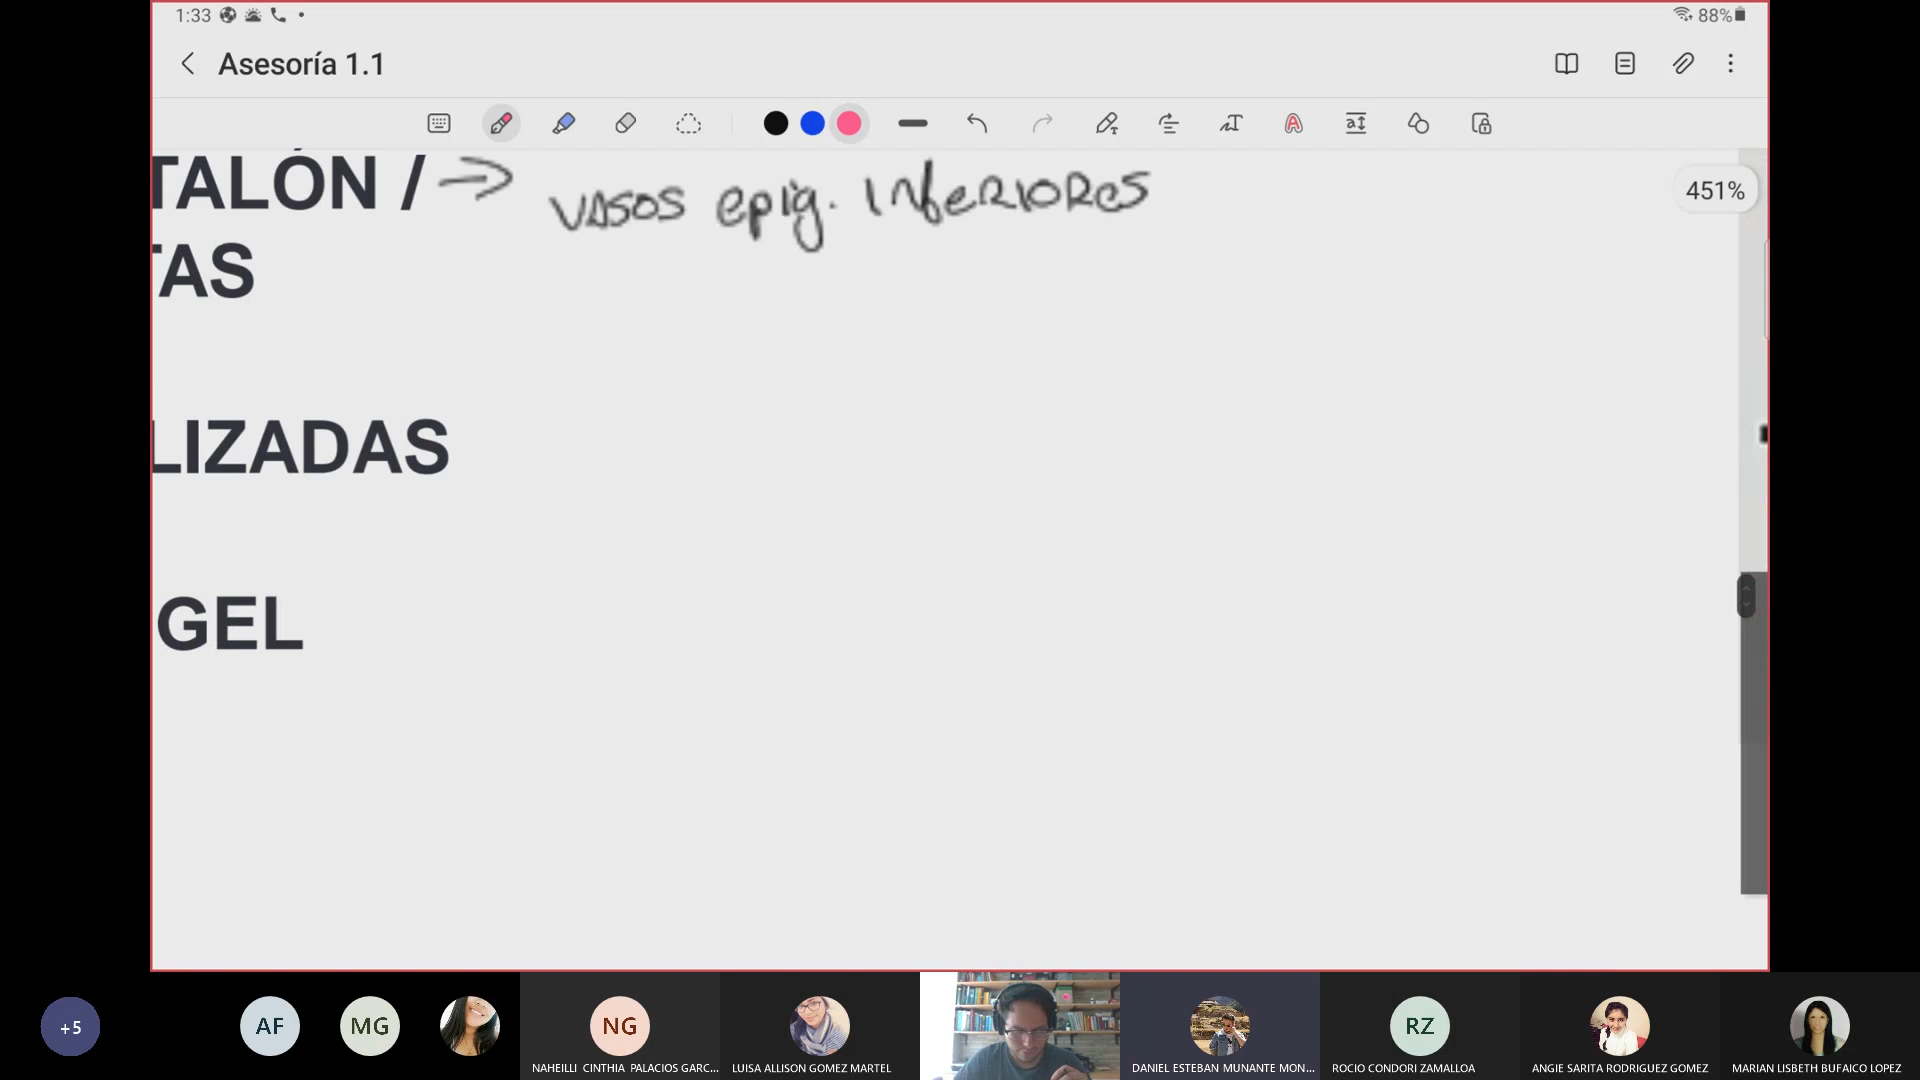 1:33
88%
Asesoría 1.1
451%
TALÓN / → vasos epig. inferiores
TAS
LIZADAS
GEL
+5
AF
MG
NG
RZ
NAHEILLI CINTHIA PALACIOS GARC...
LUISA ALLISON GOMEZ MARTEL
DANIEL ESTEBAN MUNANTE MON...
ROCIO CONDORI ZAMALLOA
ANGIE SARITA RODRIGUEZ GOMEZ
MARIAN LISBETH BUFAICO LOPEZ